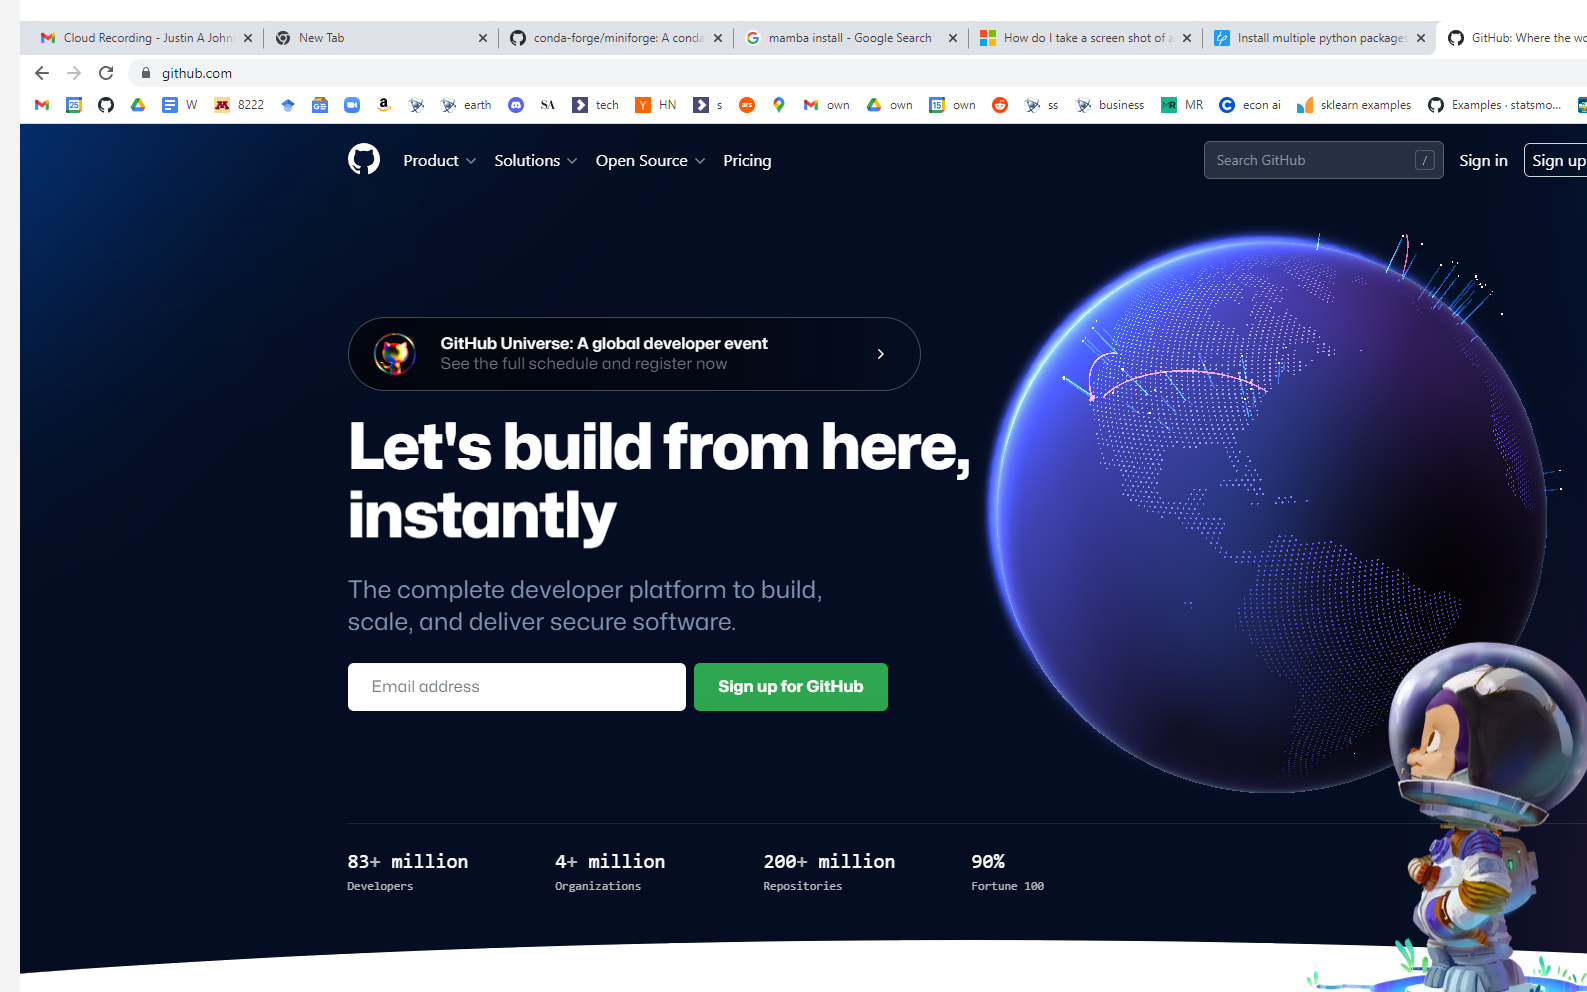 Cloud Recording - Justin A John
New Tab
conda-forge/miniforge: A conda
mamba install - Google Search
How do I take a screen shot of a
Install multiple python packages
GitHub: Where the wo
github.com
25
W
8222
earth
SA
tech
Y
HN
s
ars
own
own
15
own
ss
business
MR
MR
econ ai
sklearn examples
Examples · statsmo...
Product
Solutions
Open Source
Pricing
Search GitHub
/
Sign in
Sign up
GitHub Universe: A global developer event
See the full schedule and register now
Let's build from here,
instantly
The complete developer platform to build,
scale, and deliver secure software.
Email address
Sign up for GitHub
83+ million
4+ million
200+ million
90%
Developers
Organizations
Repositories
Fortune 100